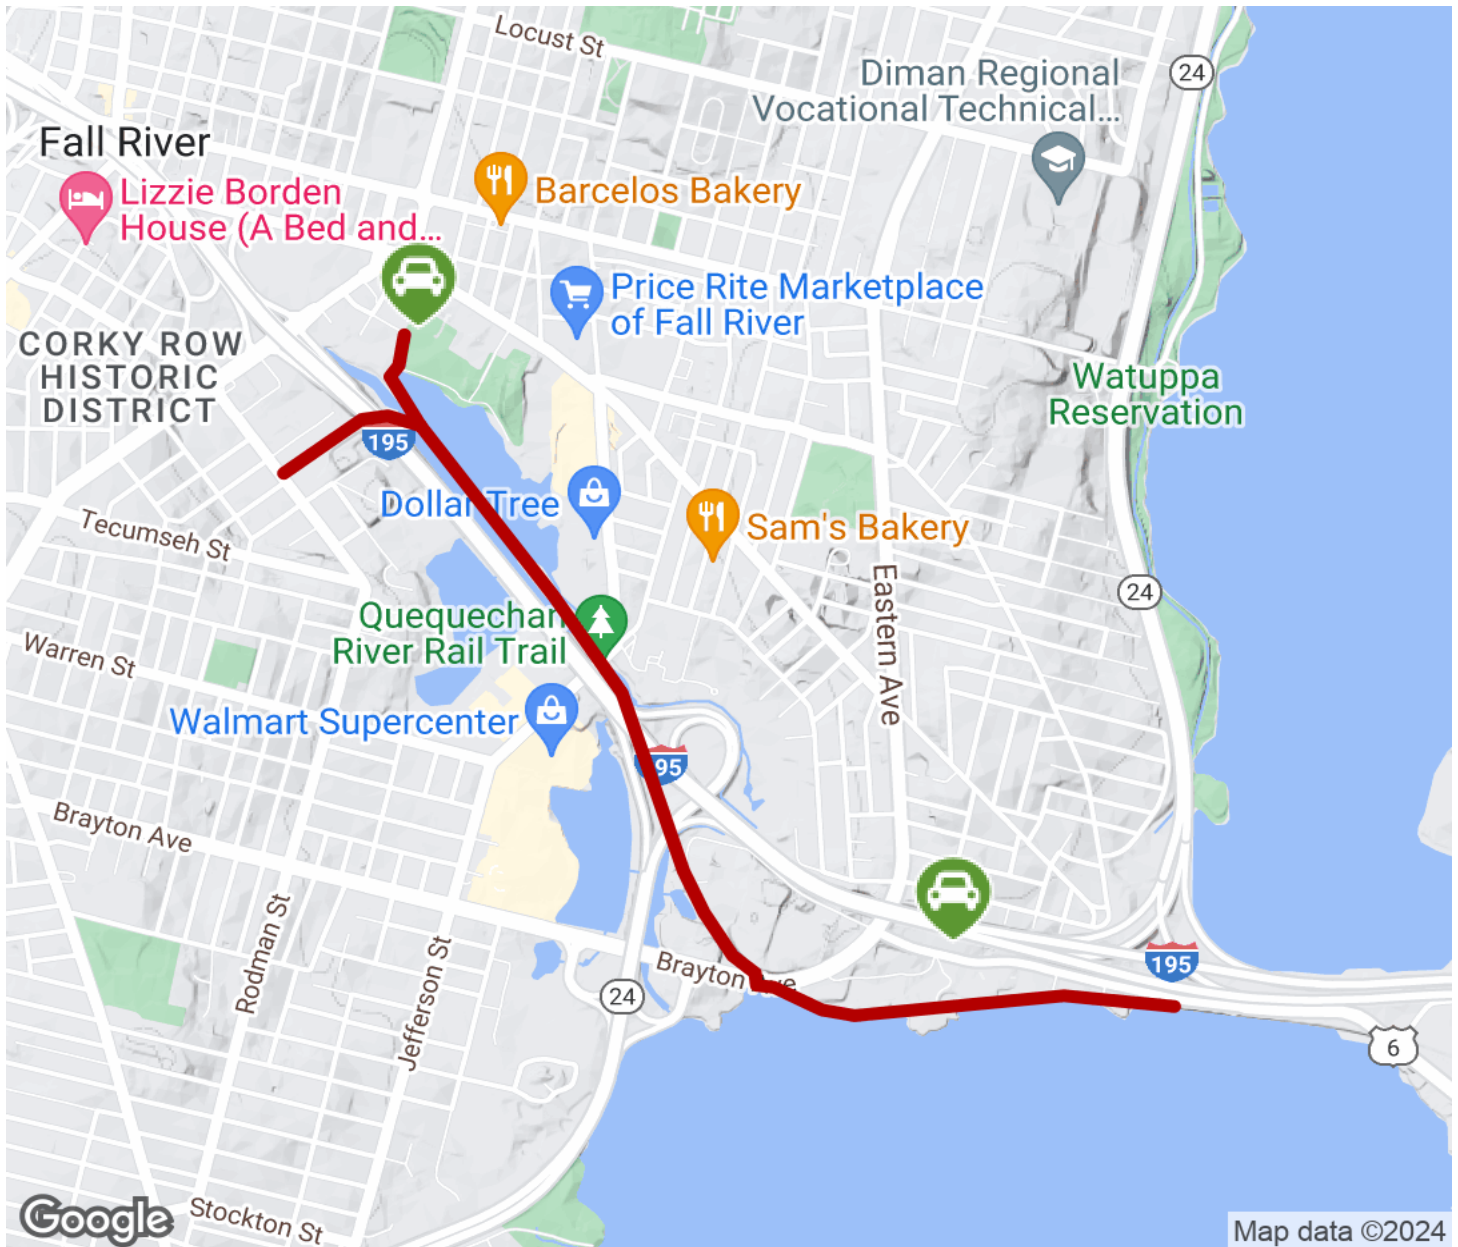 Locust St
Diman Regional
Vocational Technical...
24
Fall River
Lizzie Borden
House (A Bed and...
Barcelos Bakery
Price Rite Marketplace
of Fall River
CORKY ROW
HISTORIC
DISTRICT
Watuppa
Reservation
195
Dollar Tree
Sam's Bakery
Tecumseh St
Eastern Ave
24
Quequechan
River Rail Trail
Warren St
Walmart Supercenter
95
Brayton Ave
Rodman St
Jefferson St
Brayton Ave
195
24
6
Stockton St
Google
Map data ©2024